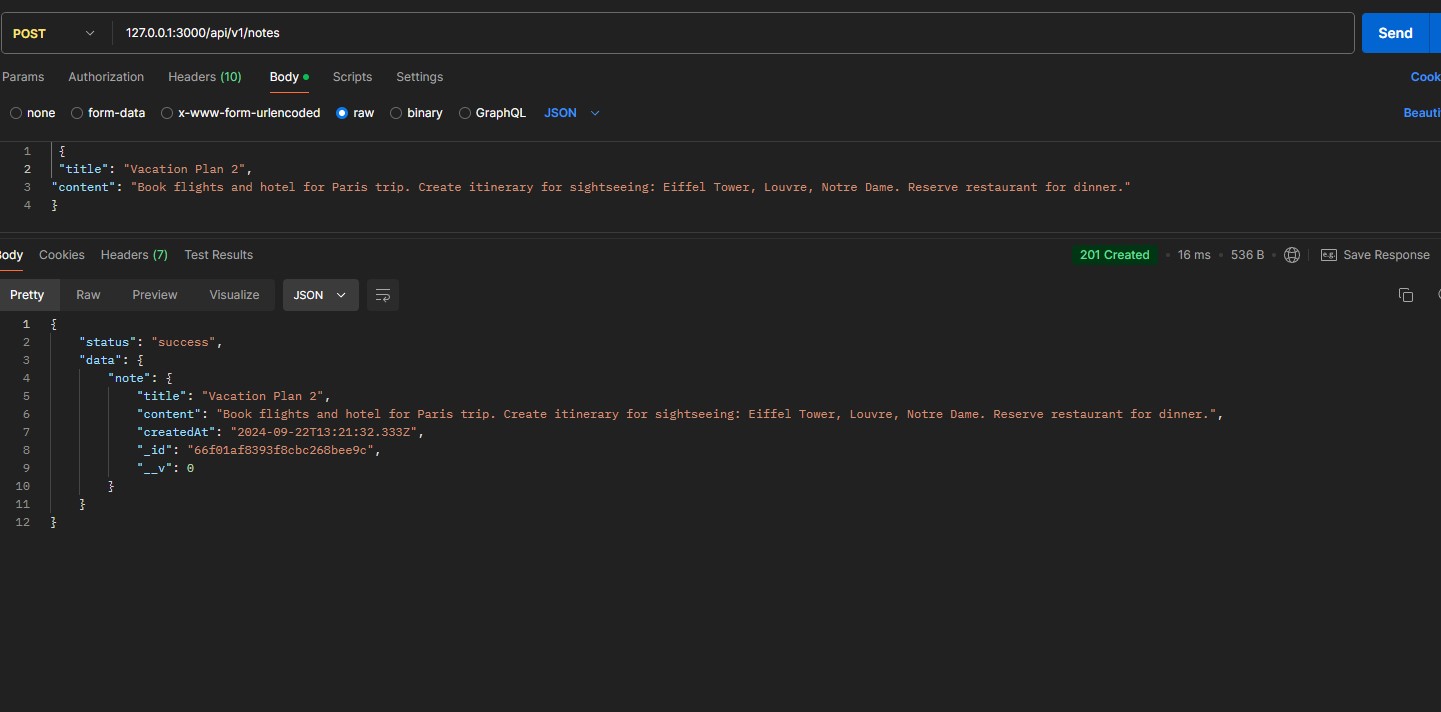 POST 127.0.0.1:3000/api/v1/notes Send
Params Authorization Headers (10) Body Scripts Settings Cook
none form-data x-www-form-urlencoded raw binary GraphQL JSON Beauti
1 {
2 "title": "Vacation Plan 2",
3 "content": "Book flights and hotel for Paris trip. Create itinerary for sightseeing: Eiffel Tower, Louvre, Notre Dame. Reserve restaurant for dinner."
4 }
Body Cookies Headers (7) Test Results 201 Created 16 ms 536 B e.g. Save Response
Pretty Raw Preview Visualize JSON
1 {
2 "status": "success",
3 "data": {
4 "note": {
5 "title": "Vacation Plan 2",
6 "content": "Book flights and hotel for Paris trip. Create itinerary for sightseeing: Eiffel Tower, Louvre, Notre Dame. Reserve restaurant for dinner.",
7 "createdAt": "2024-09-22T13:21:32.333Z",
8 "_id": "66f01af8393f8cbc268bee9c",
9 "__v": 0
10 }
11 }
12 }